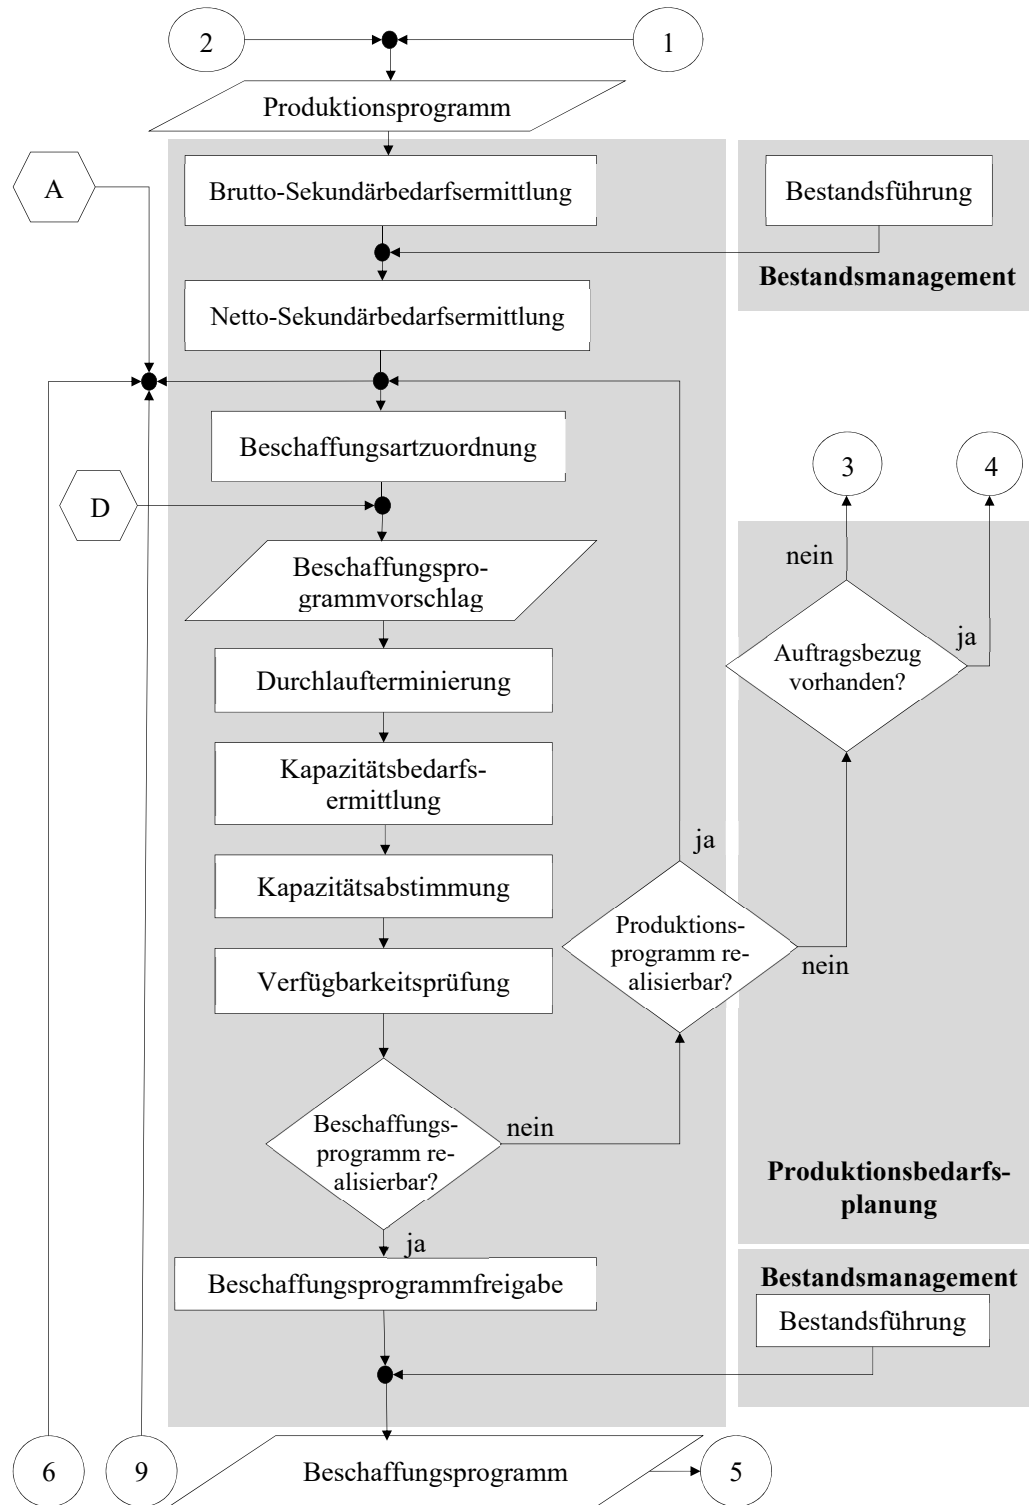 2
1
Produktionsprogramm
A
Brutto-Sekundärbedarfsermittlung
Bestandsführung
Bestandsmanagement
Netto-Sekundärbedarfsermittlung
Beschaffungsartzuordnung
3
4
D
nein
Beschaffungspro-
grammvorschlag
ja
Auftragsbezug
vorhanden?
Durchlaufterminierung
Kapazitätsbedarfs-
ermittlung
ja
Kapazitätsabstimmung
Produktions-
programm re-
alisierbar?
nein
Verfügbarkeitsprüfung
Beschaffungs-
programm re-
alisierbar?
nein
Produktionsbedarfs-
planung
ja
Beschaffungsprogrammfreigabe
Bestandsmanagement
Bestandsführung
6
9
Beschaffungsprogramm
5